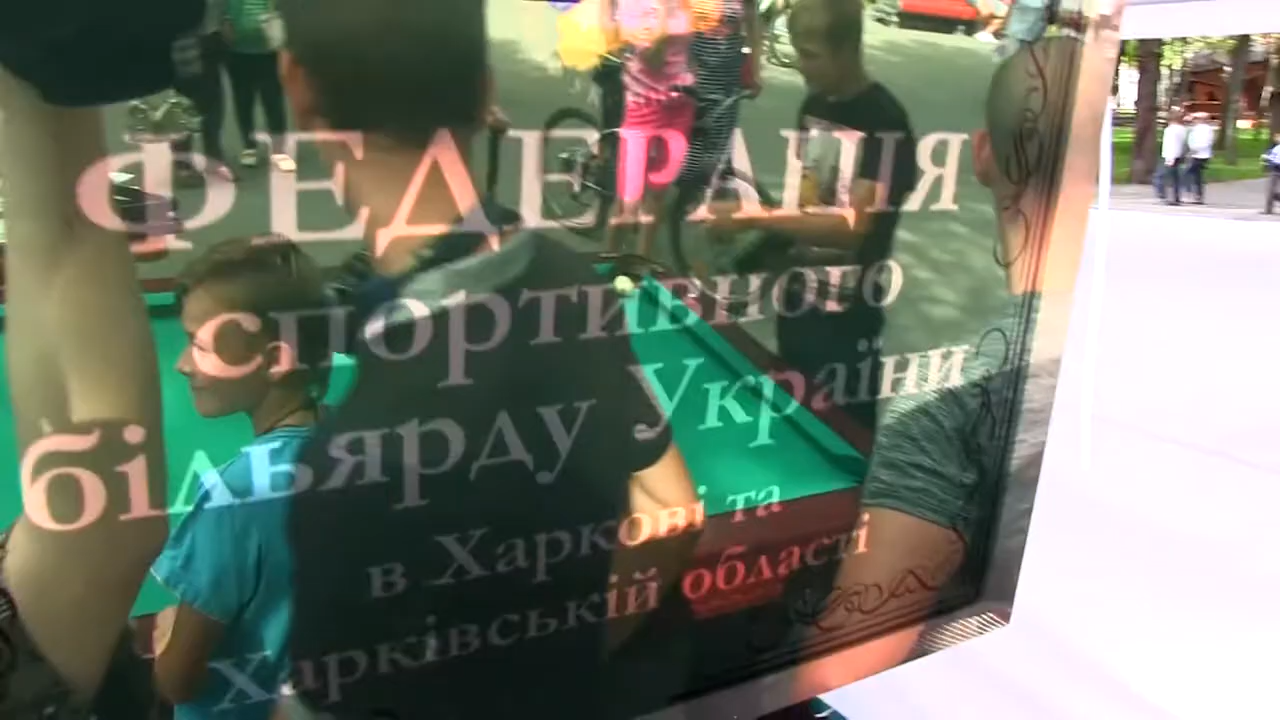 ФЕДЕРАЦІЯ
спортивного
більярду України
в Харкові та
Харківській області